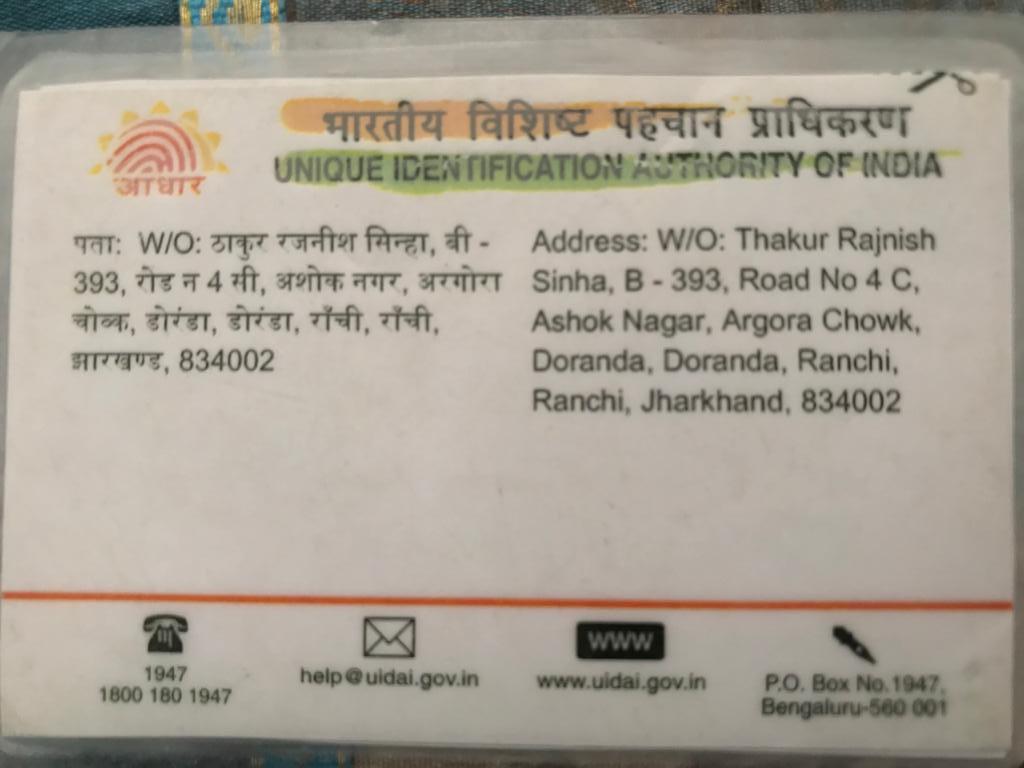 भारतीय विशिष्ट पहचान प्राधिकरण
UNIQUE IDENTIFICATION AUTHORITY OF INDIA
आधार
पता: W/O: ठाकुर रजनीश सिन्हा, बी -
393, रोड न 4 सी, अशोक नगर, अरगोरा
चोव्क, डोरंडा, डोरंडा, राँची, राँची,
झारखण्ड, 834002
Address: W/O: Thakur Rajnish
Sinha, B - 393, Road No 4 C,
Ashok Nagar, Argora Chowk,
Doranda, Doranda, Ranchi,
Ranchi, Jharkhand, 834002
1947
1800 180 1947
help@uidai.gov.in
www
www.uidai.gov.in
P.O. Box No.1947,
Bengaluru-560 001